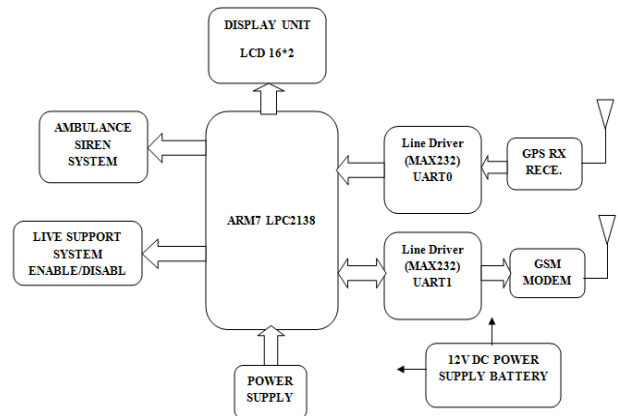 DISPLAY UNIT
LCD 16*2
AMBULANCE
SIREN
SYSTEM
LIVE SUPPORT
SYSTEM
ENABLE/DISABL
ARM7 LPC2138
Line Driver
(MAX232)
UART0
GPS RX
RECE.
Line Driver
(MAX232)
UART1
GSM
MODEM
POWER
SUPPLY
12V DC POWER
SUPPLY BATTERY